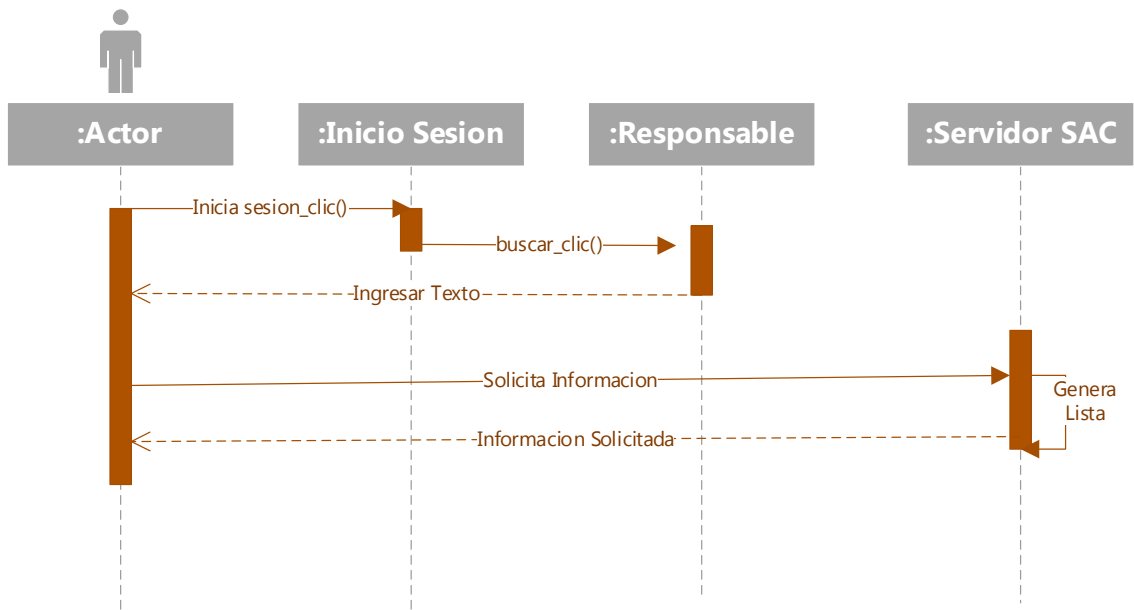 :Actor
:Inicio Sesion
:Responsable
:Servidor SAC
Inicia sesion_clic()
buscar_clic()
Ingresar Texto
Solicita Informacion
Genera
Lista
Informacion Solicitada